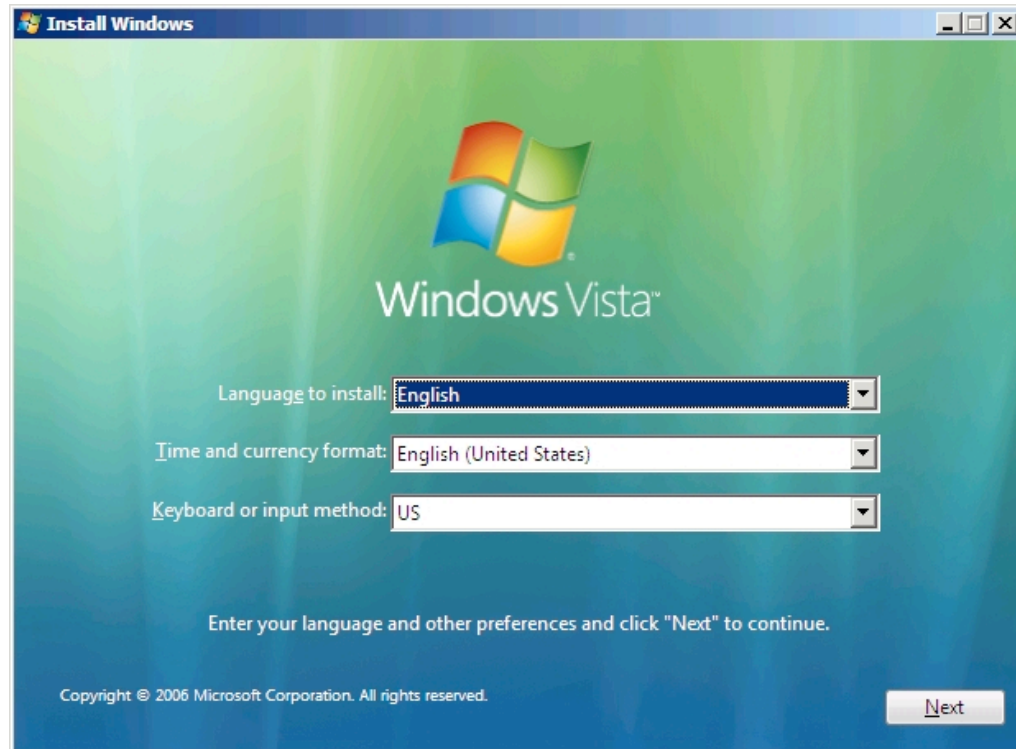 Install Windows
Windows Vista™
Language to install: English
Time and currency format: English (United States)
Keyboard or input method: US
Enter your language and other preferences and click "Next" to continue.
Copyright © 2006 Microsoft Corporation. All rights reserved.
Next